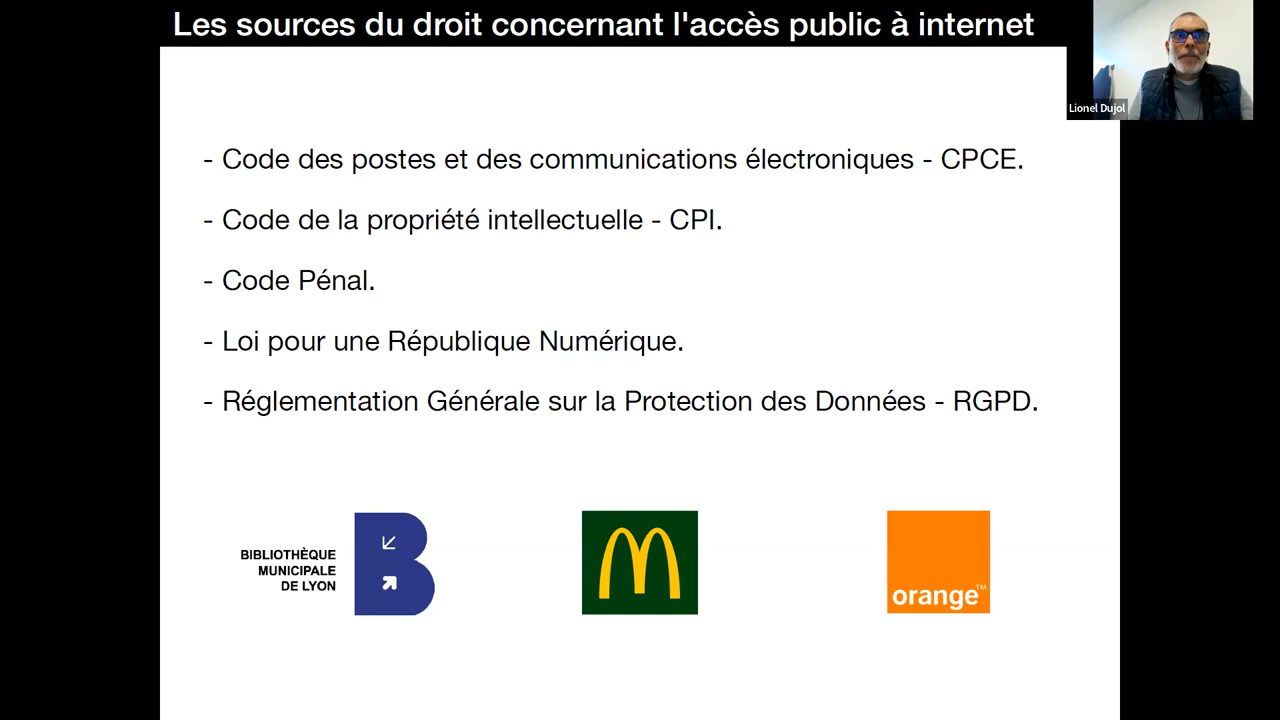 Les sources du droit concernant l'accès public à internet
Lionel Dujol
- Code des postes et des communications électroniques - CPCE.
- Code de la propriété intellectuelle - CPI.
- Code Pénal.
- Loi pour une République Numérique.
- Réglementation Générale sur la Protection des Données - RGPD.
BIBLIOTHÈQUE
MUNICIPALE
DE LYON
orange™